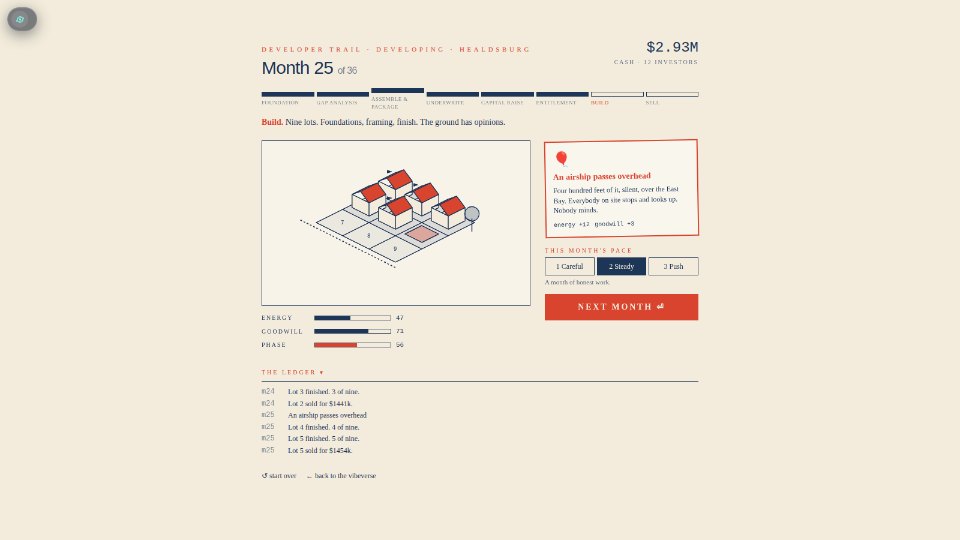 DEVELOPER TRAIL · DEVELOPING · HEALDSBURG
Month 25 of 36
$2.93M
CASH · 12 INVESTORS
FOUNDATION
GAP ANALYSIS
ASSEMBLE &
PACKAGE
UNDERWRITE
CAPITAL RAISE
ENTITLEMENT
BUILD
SELL
Build. Nine lots. Foundations, framing, finish. The ground has opinions.
7
8
9
An airship passes overhead
Four hundred feet of it, silent, over the East
Bay. Everybody on site stops and looks up.
Nobody minds.
energy +12 goodwill +3
THIS MONTH'S PACE
1 Careful
2 Steady
3 Push
A month of honest work.
NEXT MONTH ⏎
ENERGY 47
GOODWILL 71
PHASE 56
THE LEDGER ▾
m24 Lot 3 finished. 3 of nine.
m24 Lot 2 sold for $1441k.
m25 An airship passes overhead
m25 Lot 4 finished. 4 of nine.
m25 Lot 5 finished. 5 of nine.
m25 Lot 5 sold for $1454k.
↺ start over ← back to the vibeverse